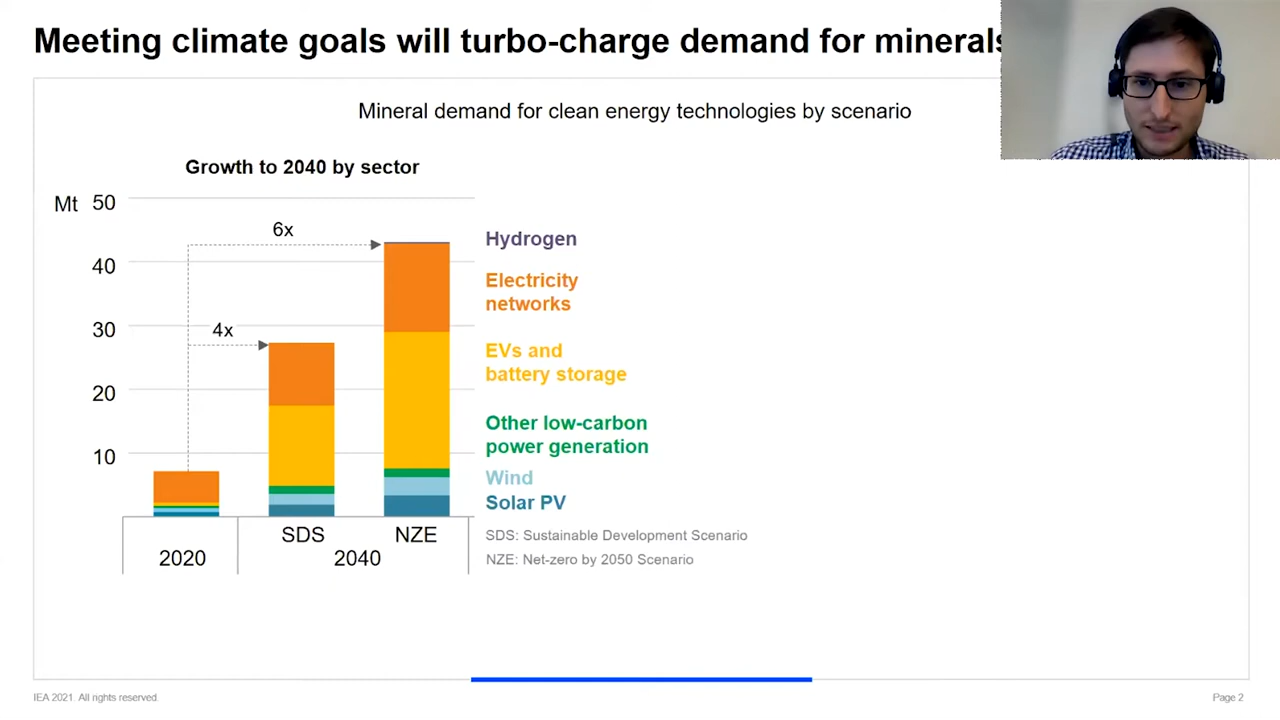 Meeting climate goals will turbo-charge demand for minerals
Mineral demand for clean energy technologies by scenario
Growth to 2040 by sector
Mt
50
40
30
20
10
6x
4x
Hydrogen
Electricity
networks
EVs and
battery storage
Other low-carbon
power generation
Wind
Solar PV
SDS
NZE
2020
2040
SDS: Sustainable Development Scenario
NZE: Net-zero by 2050 Scenario
IEA 2021. All rights reserved.
Page 2